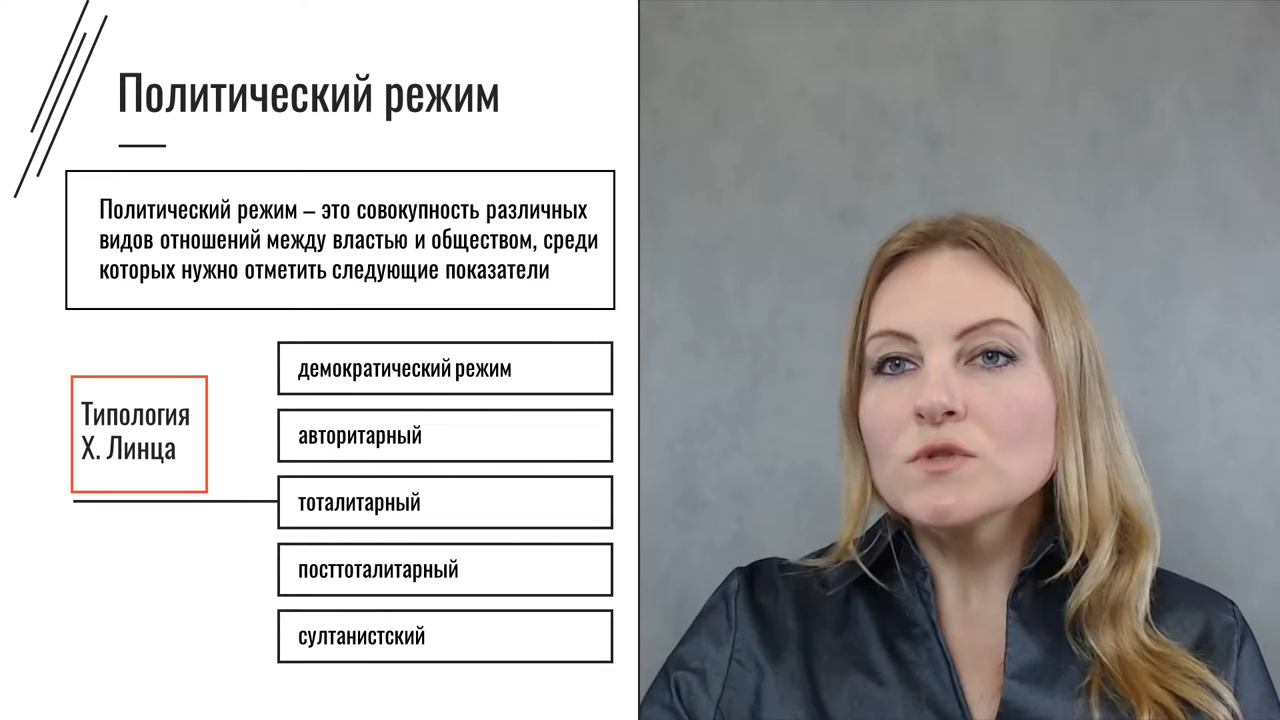 Политический режим
Политический режим – это совокупность различных
видов отношений между властью и обществом, среди
которых нужно отметить следующие показатели
Типология
Х. Линца
демократический режим
авторитарный
тоталитарный
посттоталитарный
султанистский